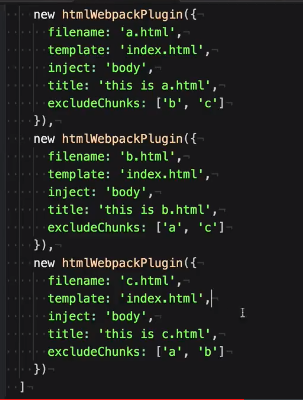 new htmlWebpackPlugin({
filename: 'a.html',
template: 'index.html',
inject: 'body',
title: 'this is a.html',
excludeChunks: ['b', 'c']
}),
new htmlWebpackPlugin({
filename: 'b.html',
template: 'index.html',
inject: 'body',
title: 'this is b.html',
excludeChunks: ['a', 'c']
}),
new htmlWebpackPlugin({
filename: 'c.html',
template: 'index.html',
inject: 'body',
title: 'this is c.html',
excludeChunks: ['a', 'b']
})
]